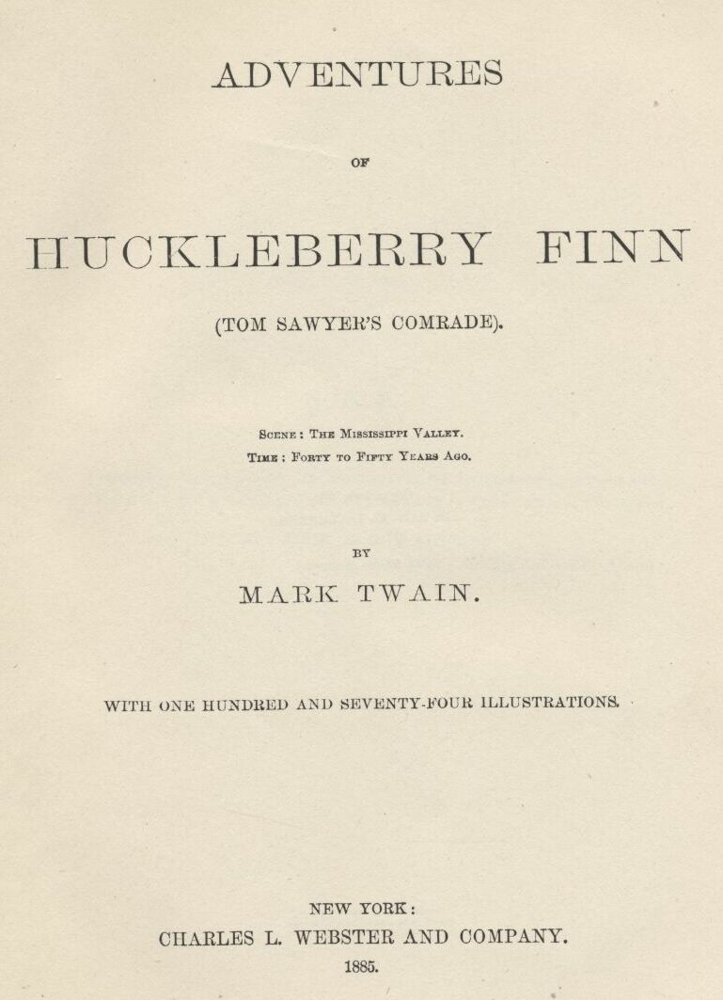 ADVENTURES
OF
HUCKLEBERRY FINN
(TOM SAWYER'S COMRADE).
SCENE: THE MISSISSIPPI VALLEY.
TIME: FORTY TO FIFTY YEARS AGO.
BY
MARK TWAIN.
WITH ONE HUNDRED AND SEVENTY-FOUR ILLUSTRATIONS.
NEW YORK:
CHARLES L. WEBSTER AND COMPANY.
1885.